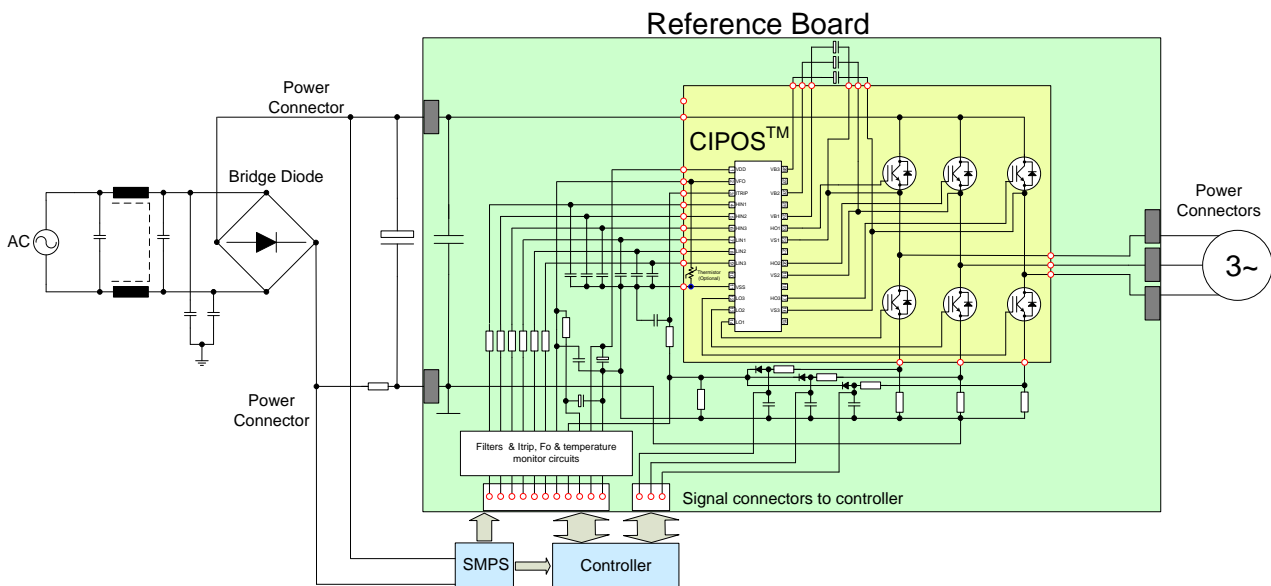 Reference Board
Power
Connector
CIPOS™
Bridge Diode
AC
VDD
VFO
ITRIP
HIN1
HIN2
HIN3
LIN1
LIN2
LIN3
VSS
LO3
LO2
LO1
VB3
VB2
VB1
HO1
VS1
HO2
VS2
HO3
VS3
Thermistor
(Optional)
Power
Connectors
3~
Power
Connector
Filters & Itrip, Fo & temperature
monitor circuits
Signal connectors to controller
SMPS
Controller